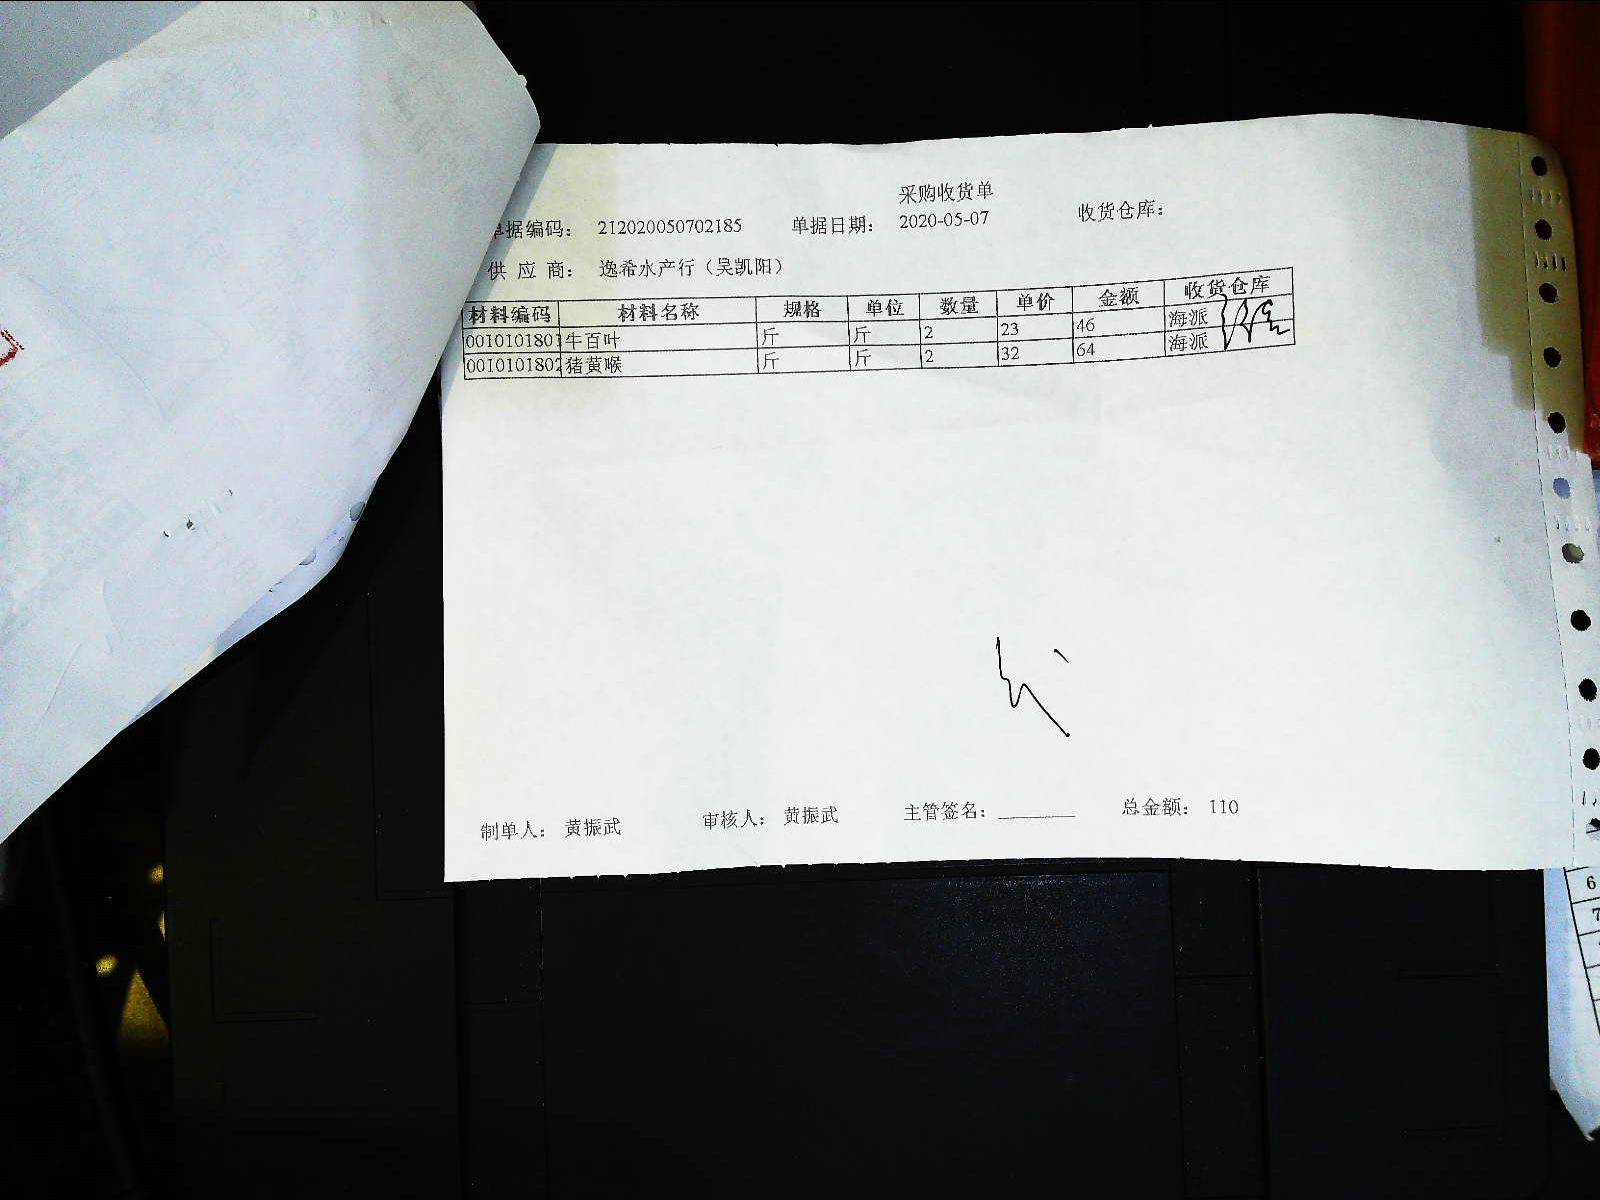 采购收货单
单据编码： 212020050702185 单据日期： 2020-05-07 收货仓库：
供 应 商： 逸希水产行（吴凯阳）
材料编码 材料名称 规格 单位 数量 单价 金额 收货仓库
0010101801 牛百叶 斤 斤 2 23 46 海派
0010101802 猪黄喉 斤 斤 2 32 64 海派
制单人： 黄振武 审核人： 黄振武 主管签名：________ 总金额： 110
6
7